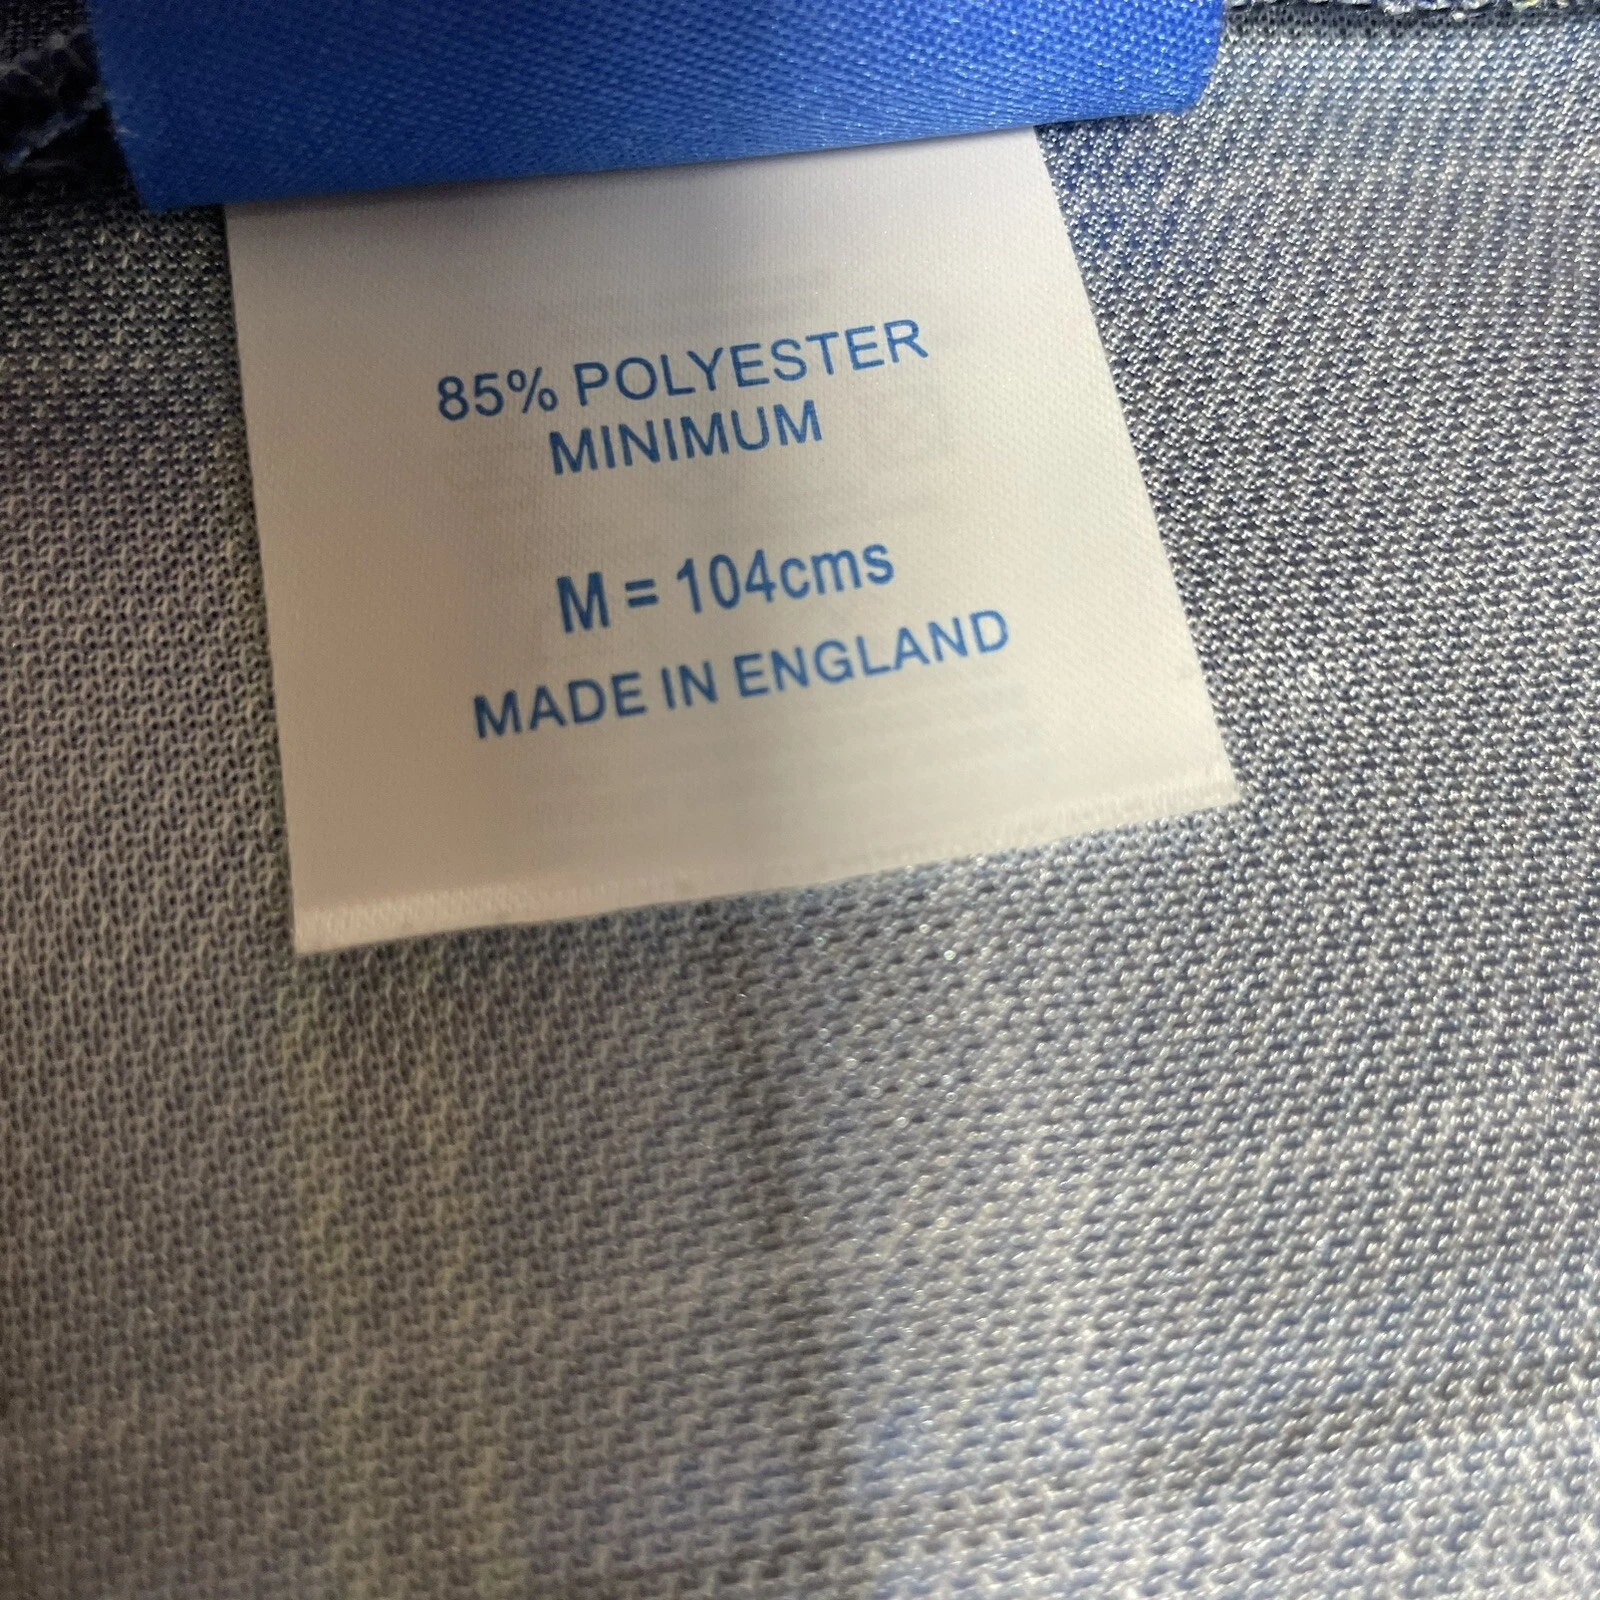 85% POLYESTER
MINIMUM
M = 104cms
MADE IN ENGLAND